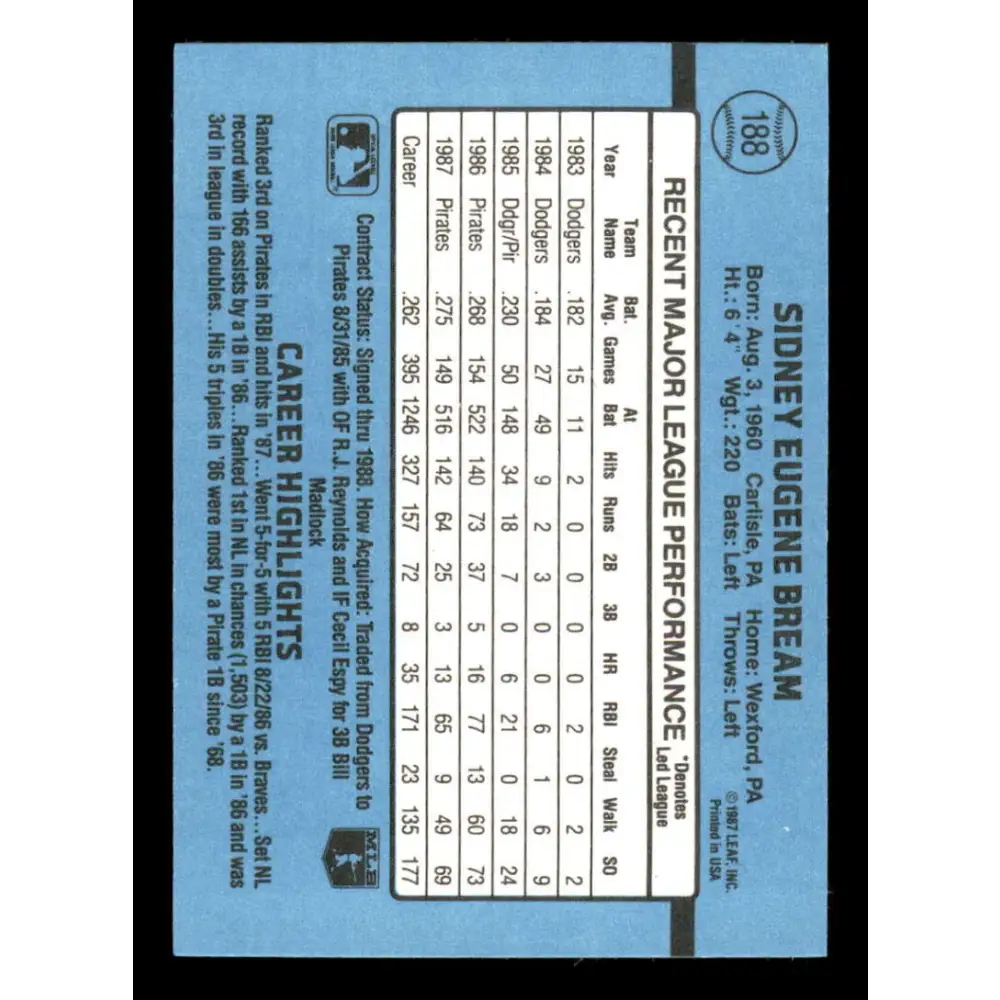 188
SIDNEY EUGENE BREAM
Born: Aug. 3, 1960 Carlisle, PA Home: Wexford, PA
Ht.: 6'4" Wgt.: 220 Bats: Left Throws: Left
© 1987 LEAF, INC.
Printed in USA
RECENT MAJOR LEAGUE PERFORMANCE *Denotes Led League
Year Team Name Bat. Avg. Games At Bat Hits Runs 2B 3B HR RBI Steal Walk SO
1983 Dodgers .182 15 11 2 0 0 0 0 2 0 2 2
1984 Dodgers .184 27 49 9 2 3 0 0 6 1 6 9
1985 Ddgr/Pir .230 50 148 34 18 7 0 6 21 0 18 24
1986 Pirates .268 154 522 140 73 37 5 16 77 13 60 73
1987 Pirates .275 149 516 142 64 25 3 13 65 9 49 69
Career .262 395 1246 327 157 72 8 35 171 23 135 177
Contract Status: Signed thru 1988. How Acquired: Traded from Dodgers to
Pirates 8/31/85 with OF R.J. Reynolds and IF Cecil Espy for 3B Bill
Madlock
MLB
CAREER HIGHLIGHTS
Ranked 3rd on Pirates in RBI and hits in '87...Went 5-for-5 with 5 RBI 8/22/86 vs. Braves...Set NL
record with 166 assists by a 1B in '86...Ranked 1st in NL in chances (1,503) by a 1B in '86 and was
3rd in league in doubles...His 5 triples in '86 were most by a Pirate 1B since '68.